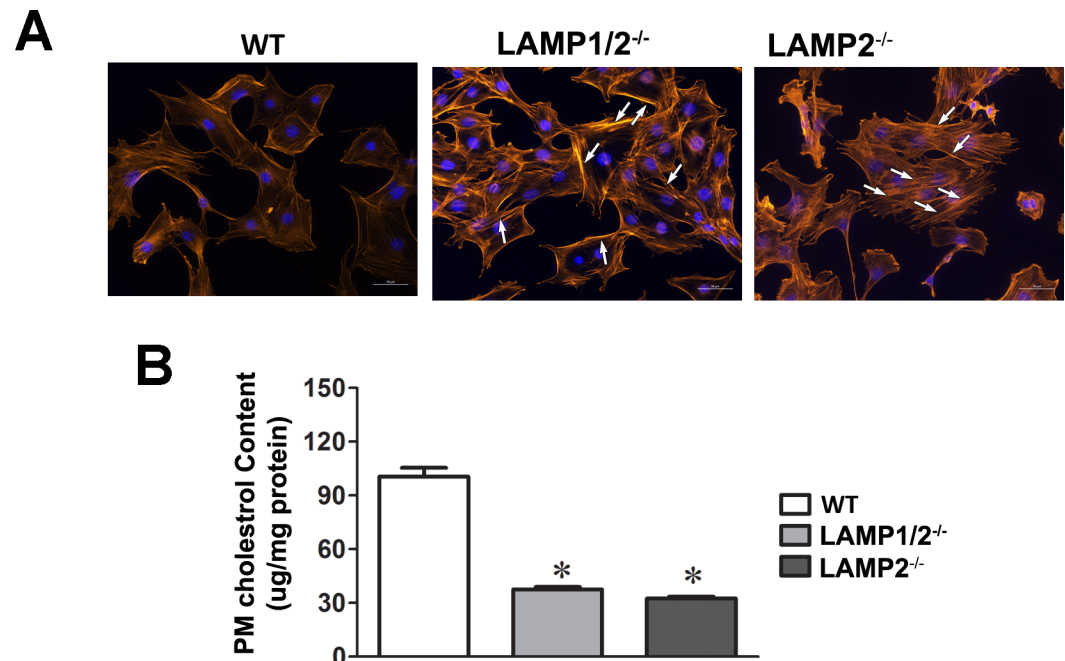 A
WT
LAMP1/2-/-
LAMP2-/-
B
PM cholestrol Content
(ug/mg protein)
150
120
90
60
30
0
*
*
WT
LAMP1/2-/-
LAMP2-/-